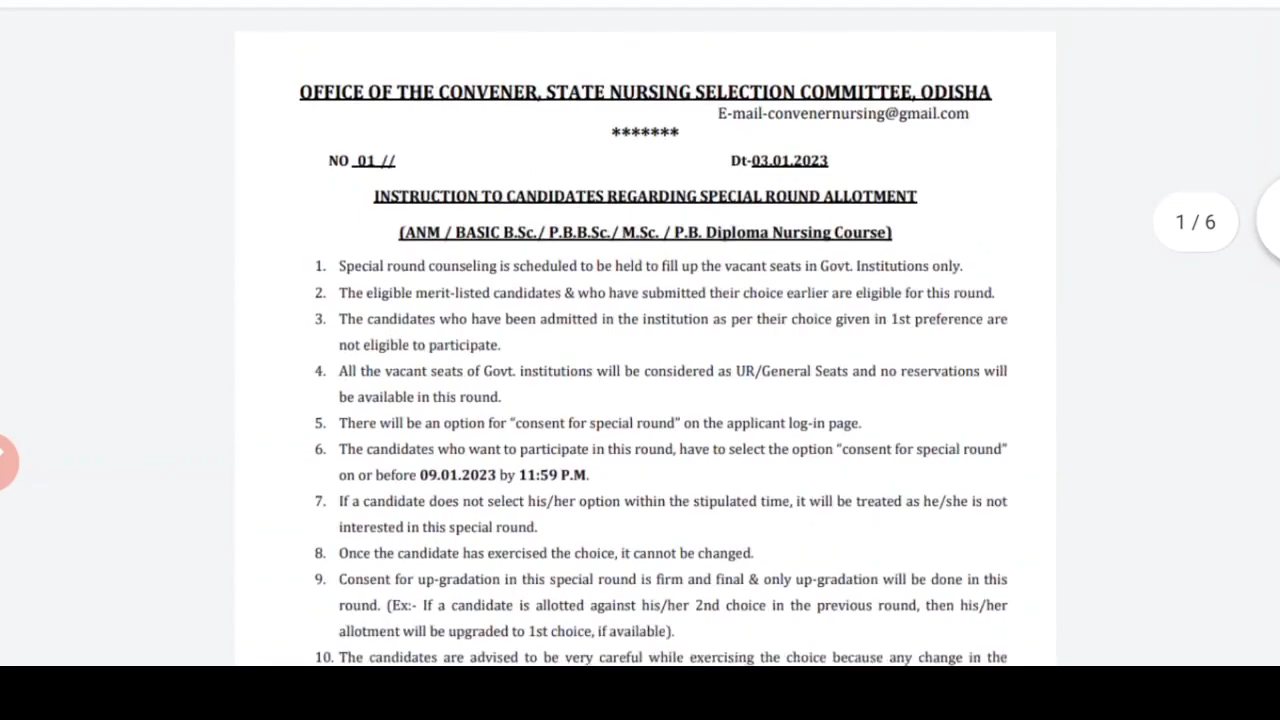 OFFICE OF THE CONVENER, STATE NURSING SELECTION COMMITTEE, ODISHA
E-mail-convenernursing@gmail.com
*******
NO 01 // Dt-03.01.2023
INSTRUCTION TO CANDIDATES REGARDING SPECIAL ROUND ALLOTMENT
1 / 6
(ANM / BASIC B.Sc./ P.B.B.Sc./ M.Sc. / P.B. Diploma Nursing Course)
1. Special round counseling is scheduled to be held to fill up the vacant seats in Govt. Institutions only.
2. The eligible merit-listed candidates & who have submitted their choice earlier are eligible for this round.
3. The candidates who have been admitted in the institution as per their choice given in 1st preference are
not eligible to participate.
4. All the vacant seats of Govt. institutions will be considered as UR/General Seats and no reservations will
be available in this round.
5. There will be an option for "consent for special round" on the applicant log-in page.
6. The candidates who want to participate in this round, have to select the option "consent for special round"
on or before 09.01.2023 by 11:59 P.M.
7. If a candidate does not select his/her option within the stipulated time, it will be treated as he/she is not
interested in this special round.
8. Once the candidate has exercised the choice, it cannot be changed.
9. Consent for up-gradation in this special round is firm and final & only up-gradation will be done in this
round. (Ex:- If a candidate is allotted against his/her 2nd choice in the previous round, then his/her
allotment will be upgraded to 1st choice, if available).
10. The candidates are advised to be very careful while exercising the choice because any change in the